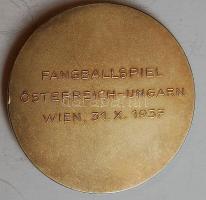 FANGBALLSPIEL
ÖSTERREICH-UNGARN
WIEN, 31. X. 1937